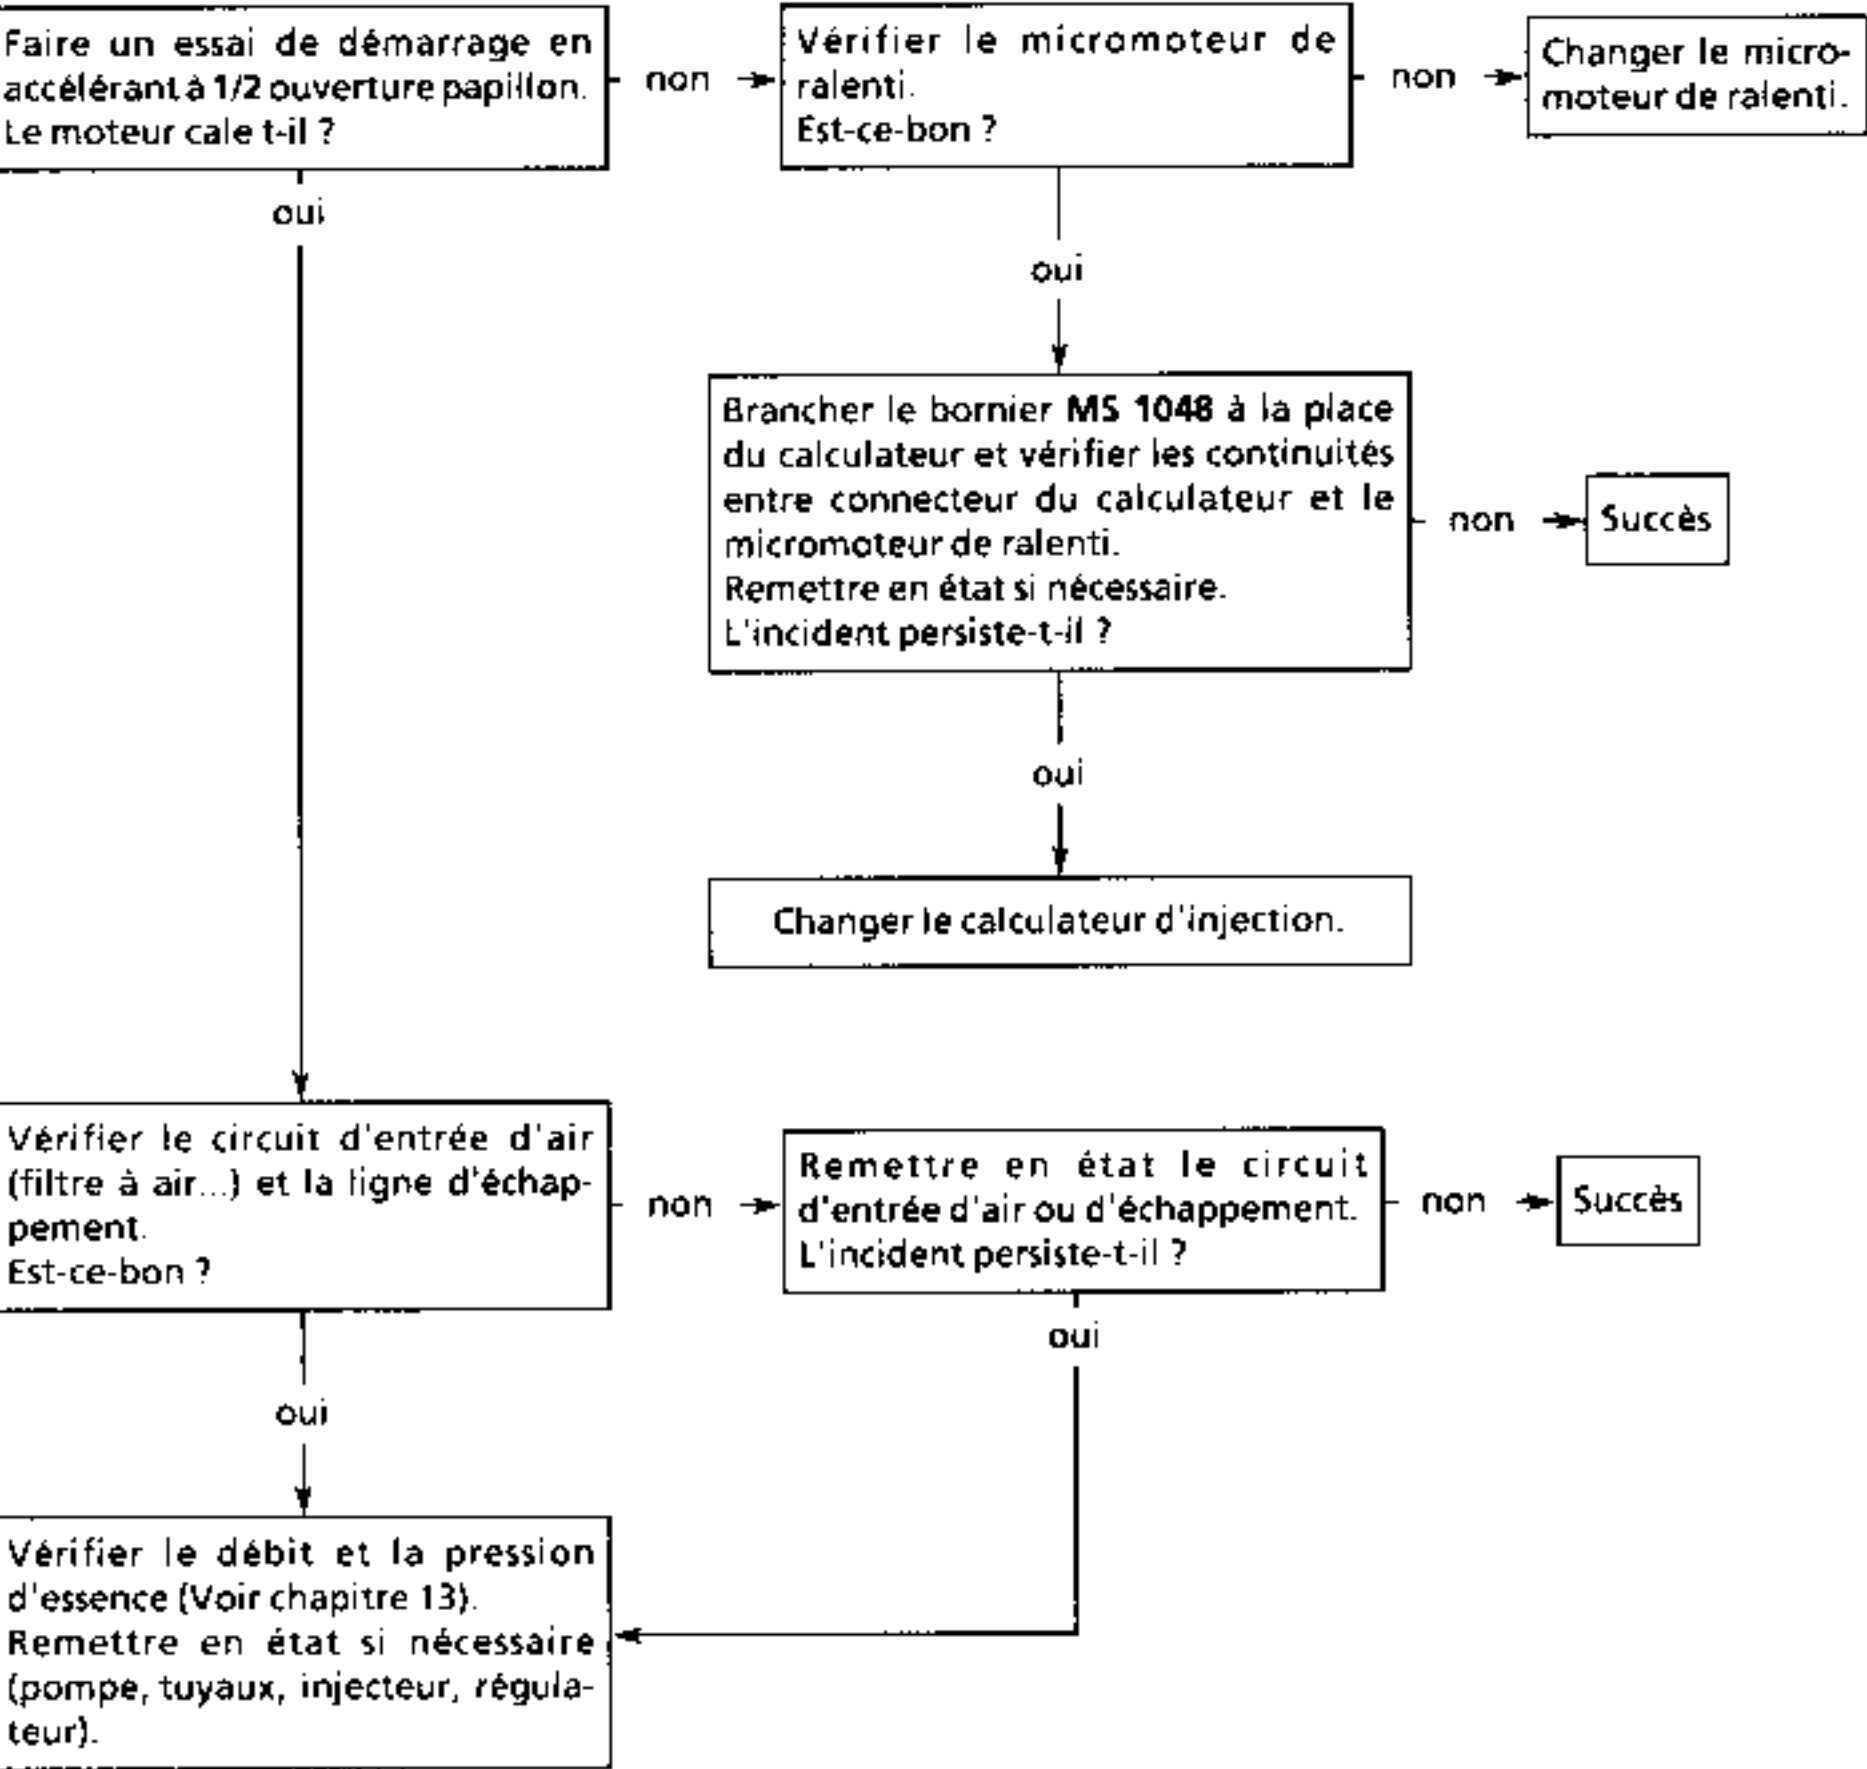 Faire un essai de démarrage en
accélérant à 1/2 ouverture papillon.
Le moteur cale t-il ?
non
Vérifier le micromoteur de
ralenti.
Est-ce-bon ?
non
Changer le micro-
moteur de ralenti.
oui
oui
Brancher le bornier MS 1048 à la place
du calculateur et vérifier les continuités
entre connecteur du calculateur et le
micromoteur de ralenti.
Remettre en état si nécessaire.
L'incident persiste-t-il ?
non
Succès
oui
Changer le calculateur d'injection.
Vérifier le circuit d'entrée d'air
(filtre à air...) et la ligne d'échap-
pement.
Est-ce-bon ?
non
Remettre en état le circuit
d'entrée d'air ou d'échappement.
L'incident persiste-t-il ?
non
Succès
oui
oui
Vérifier le débit et la pression
d'essence (Voir chapitre 13).
Remettre en état si nécessaire
(pompe, tuyaux, injecteur, régula-
teur).